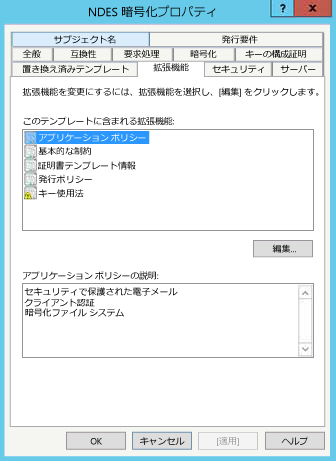 NDES 暗号化プロパティ
?
サブジェクト名 発行要件
全般 互換性 要求処理 暗号化 キーの構成証明
置き換え済みテンプレート 拡張機能 セキュリティ サーバー
拡張機能を変更にするには、拡張機能を選択し、[編集] をクリックします。
このテンプレートに含まれる拡張機能:
アプリケーション ポリシー
基本的な制約
証明書テンプレート情報
発行ポリシー
キー使用法
編集...
アプリケーション ポリシーの説明:
セキュリティで保護された電子メール
クライアント認証
暗号化ファイル システム
OK キャンセル [適用] ヘルプ